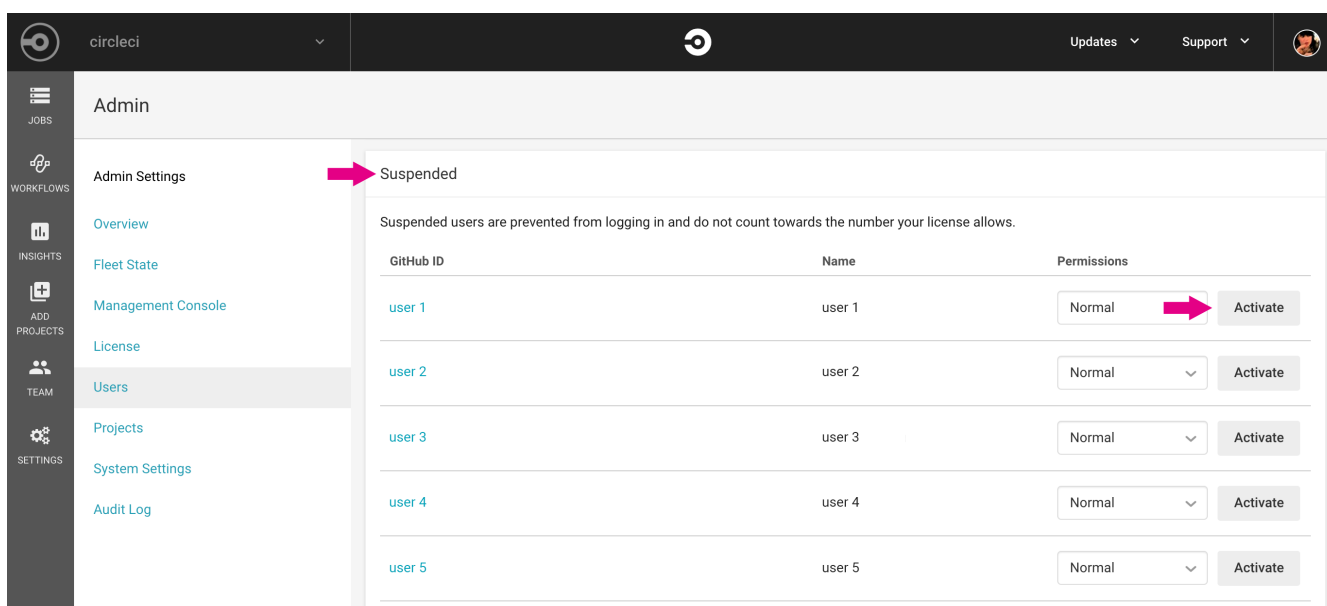 circleci
Updates
Support
JOBS
WORKFLOWS
INSIGHTS
ADD
PROJECTS
TEAM
SETTINGS
Admin
Admin Settings
Overview
Fleet State
Management Console
License
Users
Projects
System Settings
Audit Log
Suspended
Suspended users are prevented from logging in and do not count towards the number your license allows.
GitHub ID Name Permissions
user 1 user 1 Normal Activate
user 2 user 2 Normal Activate
user 3 user 3 Normal Activate
user 4 user 4 Normal Activate
user 5 user 5 Normal Activate